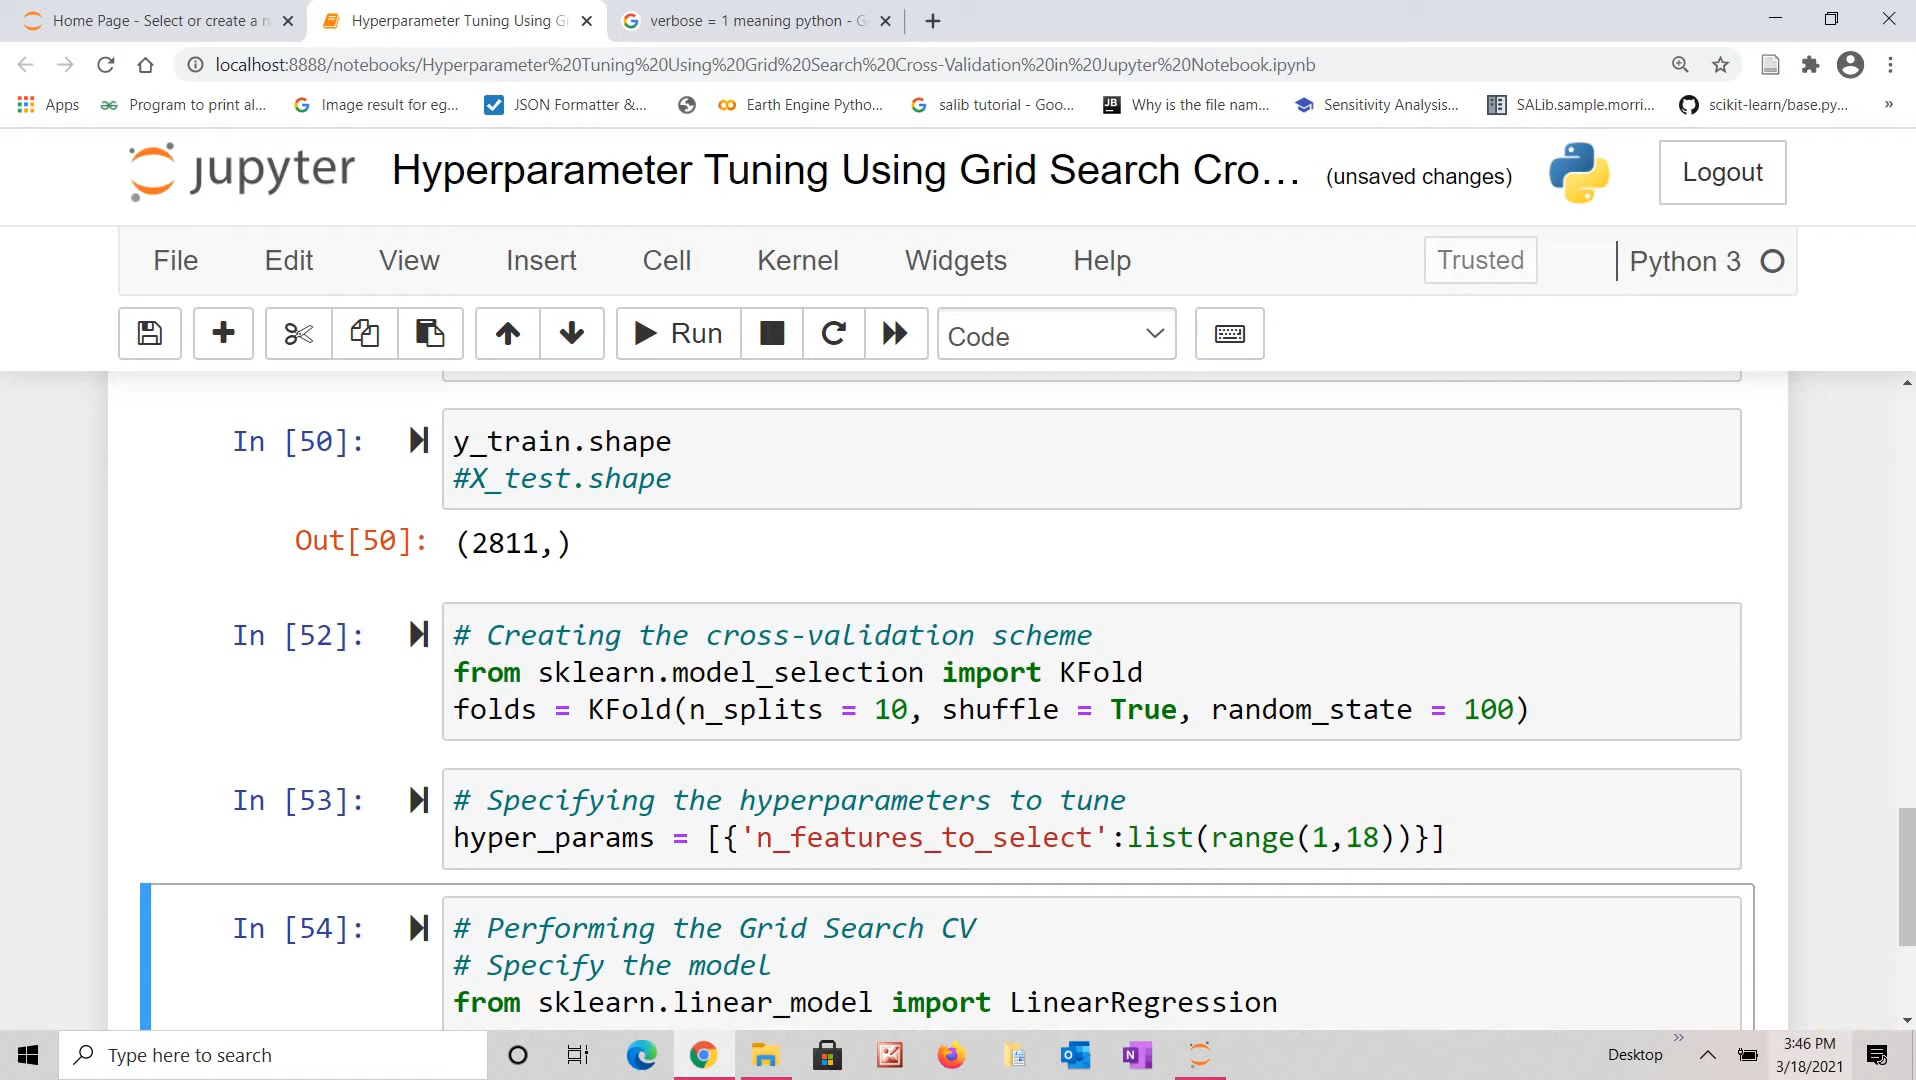 Home Page - Select or create a n
Hyperparameter Tuning Using G
verbose = 1 meaning python - G
localhost:8888/notebooks/Hyperparameter%20Tuning%20Using%20Grid%20Search%20Cross-Validation%20in%20Jupyter%20Notebook.ipynb
Apps
Program to print al...
Image result for eg...
JSON Formatter &...
Earth Engine Pytho...
salib tutorial - Goo...
Why is the file nam...
Sensitivity Analysis...
SALib.sample.morri...
scikit-learn/base.py...
»
jupyter
Hyperparameter Tuning Using Grid Search Cro...
(unsaved changes)
Logout
File
Edit
View
Insert
Cell
Kernel
Widgets
Help
Trusted
Python 3
Run
Code
In [50]:
y_train.shape
#X_test.shape
Out[50]:
(2811,)
In [52]:
# Creating the cross-validation scheme
from sklearn.model_selection import KFold
folds = KFold(n_splits = 10, shuffle = True, random_state = 100)
In [53]:
# Specifying the hyperparameters to tune
hyper_params = [{'n_features_to_select':list(range(1,18))}]
In [54]:
# Performing the Grid Search CV
# Specify the model
from sklearn.linear_model import LinearRegression
Type here to search
Desktop
»
3:46 PM
3/18/2021